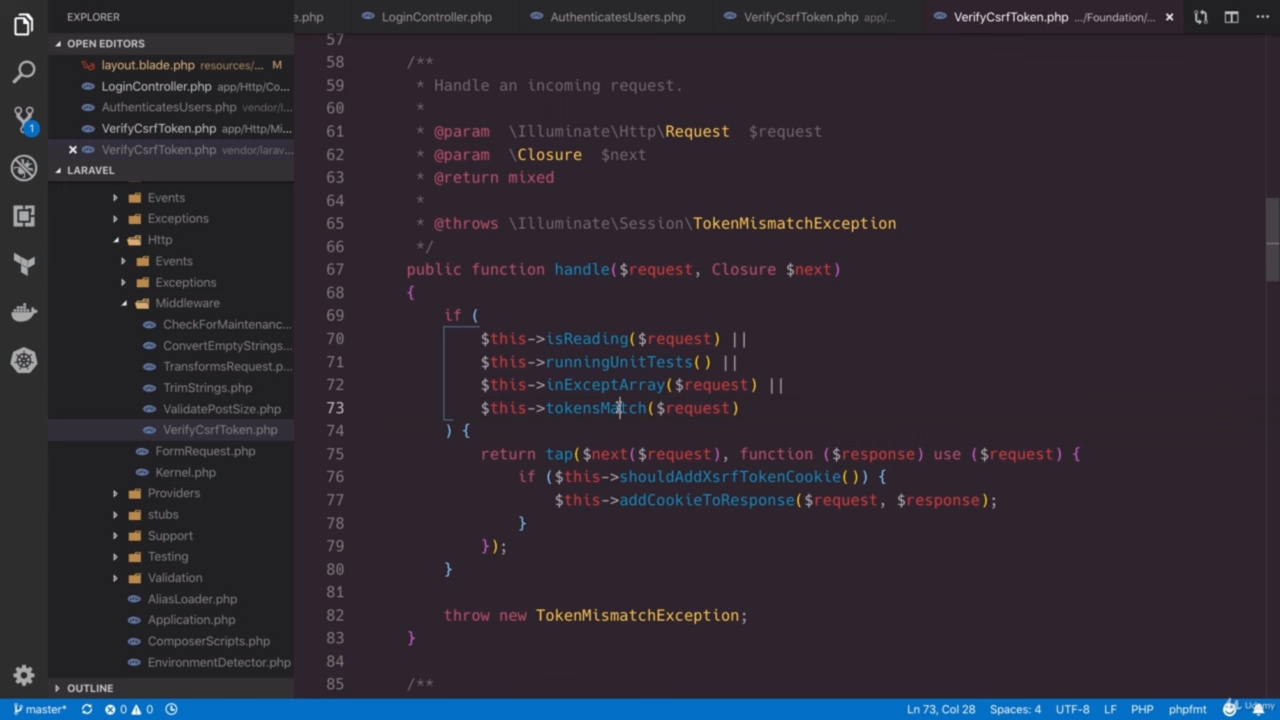 EXPLORER
e.php
LoginController.php
AuthenticatesUsers.php
VerifyCsrfToken.php app/...
VerifyCsrfToken.php .../Foundation/...
OPEN EDITORS
layout.blade.php resources/... M
LoginController.php app/Http/Co...
AuthenticatesUsers.php vendor/l...
VerifyCsrfToken.php app/Http/Mi...
VerifyCsrfToken.php vendor/larav...
LARAVEL
Events
Exceptions
Http
Events
Exceptions
Middleware
CheckForMaintenanc...
ConvertEmptyStrings...
TransformsRequest.p...
TrimStrings.php
ValidatePostSize.php
VerifyCsrfToken.php
FormRequest.php
Kernel.php
Providers
stubs
Support
Testing
Validation
AliasLoader.php
Application.php
ComposerScripts.php
EnvironmentDetector.php
OUTLINE
1
57
58 /**
59 * Handle an incoming request.
60 *
61 * @param \Illuminate\Http\Request $request
62 * @param \Closure $next
63 * @return mixed
64 *
65 * @throws \Illuminate\Session\TokenMismatchException
66 */
67 public function handle($request, Closure $next)
68 {
69 if (
70 $this->isReading($request) ||
71 $this->runningUnitTests() ||
72 $this->inExceptArray($request) ||
73 $this->tokensMatch($request)
74 ) {
75 return tap($next($request), function ($response) use ($request) {
76 if ($this->shouldAddXsrfTokenCookie()) {
77 $this->addCookieToResponse($request, $response);
78 }
79 });
80 }
81
82 throw new TokenMismatchException;
83 }
84
85 /**
master* 0 0 Ln 73, Col 28 Spaces: 4 UTF-8 LF PHP phpfmt
Udemy